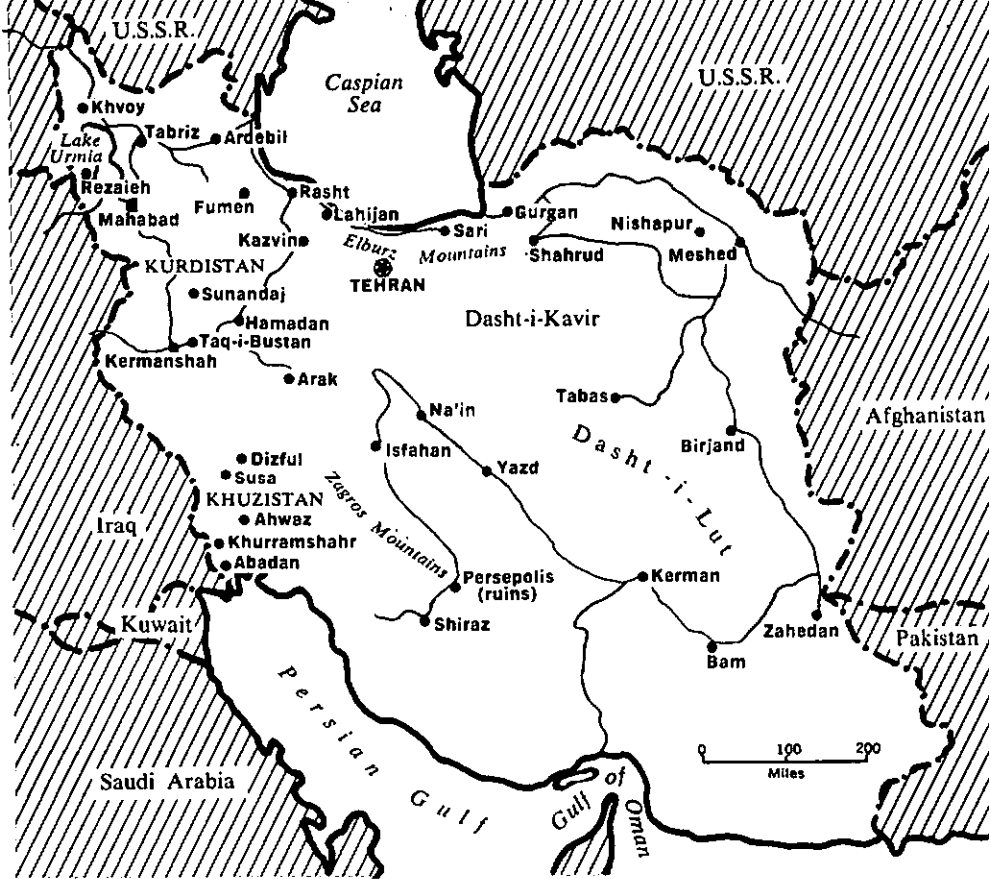 U.S.S.R.
Caspian
Sea
U.S.S.R.
Khvoy
Tabriz
Ardebil
Lake
Urmia
Rezaieh
Mahabad
Fumen
Rasht
Lahijan
Gurgan
Nishapur
Sari
Kazvin
Elburz
Mountains
Shahrud
Meshed
KURDISTAN
TEHRAN
Sunandaj
Hamadan
Dasht-i-Kavir
Taq-i-Bustan
Kermanshah
Arak
Tabas
Na'in
Afghanistan
Isfahan
Birjand
Dizful
Yazd
Dasht-i-Lut
Susa
KHUZISTAN
Zagros Mountains
Iraq
Ahwaz
Khurramshahr
Abadan
Persepolis
(ruins)
Kerman
Kuwait
Shiraz
Zahedan
Pakistan
Bam
Persian Gulf
0 100 200
Miles
Saudi Arabia
Gulf of Oman